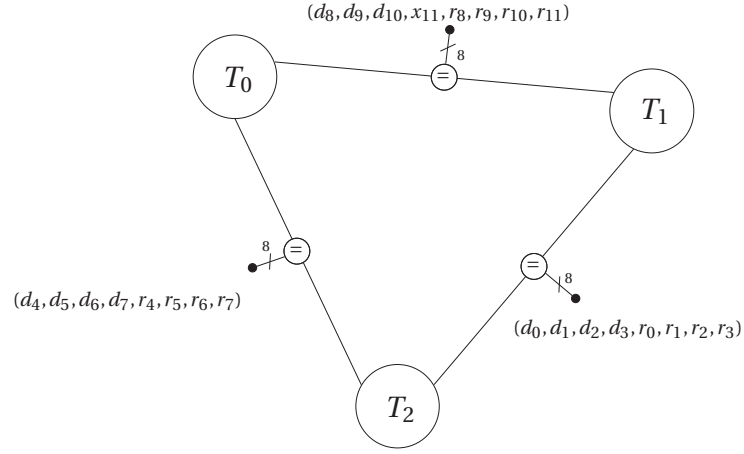 (d₈, d₉, d₁₀, x₁₁, r₈, r₉, r₁₀, r₁₁)
8
=
T₀
T₁
8
=
=
8
(d₄, d₅, d₆, d₇, r₄, r₅, r₆, r₇)
(d₀, d₁, d₂, d₃, r₀, r₁, r₂, r₃)
T₂